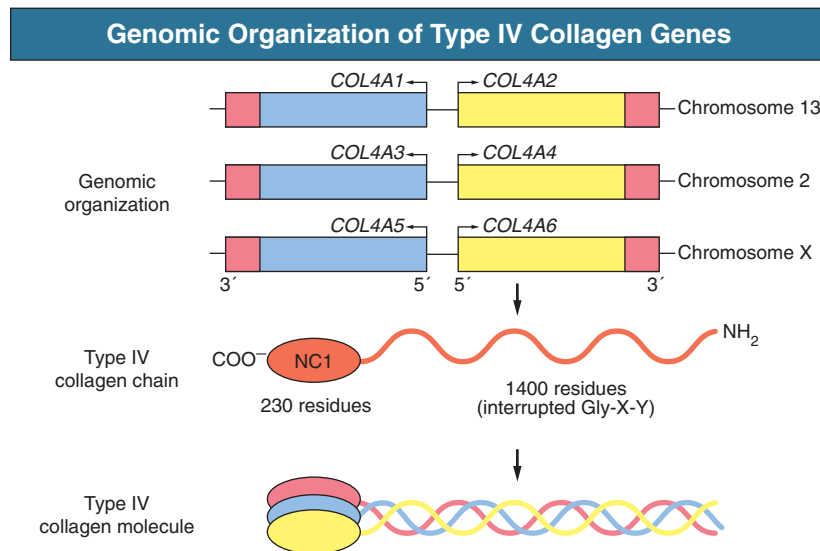 Genomic Organization of Type IV Collagen Genes
COL4A1 COL4A2
Chromosome 13
COL4A3 COL4A4
Chromosome 2
Genomic
organization
COL4A5 COL4A6
Chromosome X
3´ 5´ 5´ 3´
NH2
COO−
NC1
Type IV
collagen chain
230 residues
1400 residues
(interrupted Gly-X-Y)
Type IV
collagen molecule